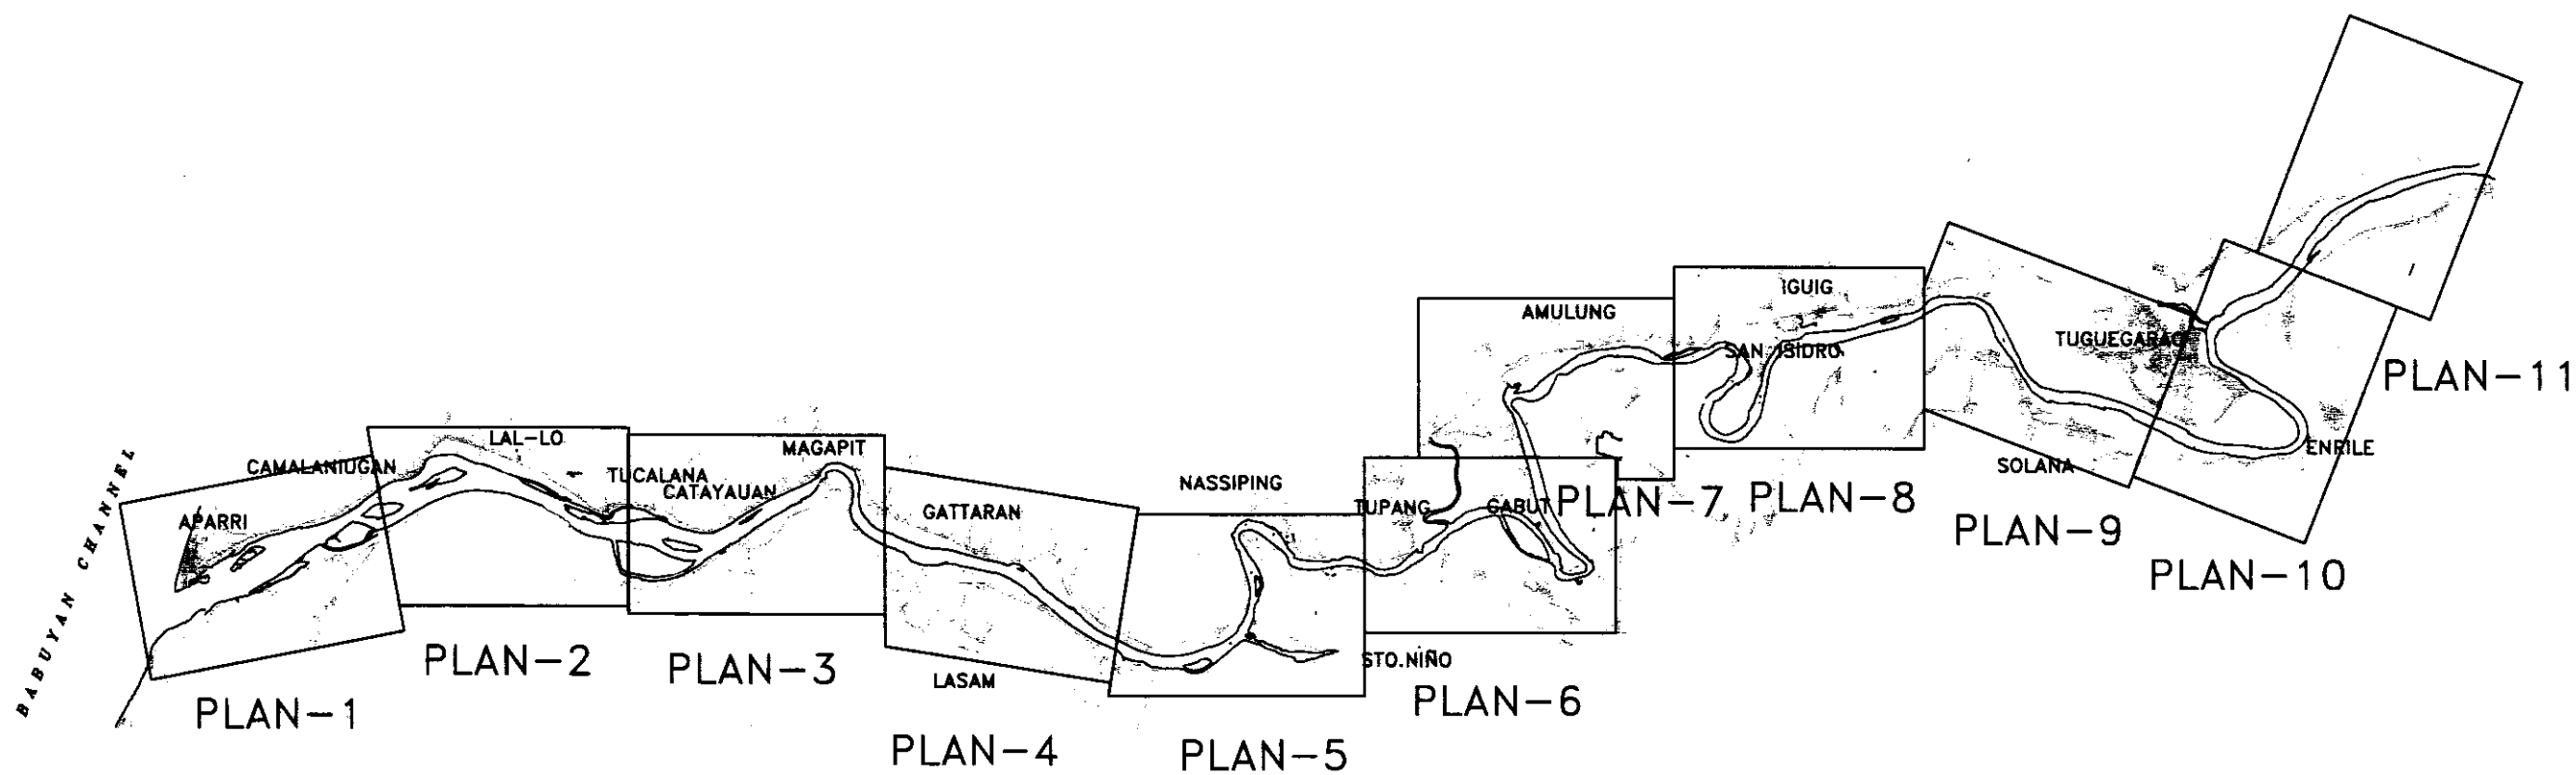 BABUYAN CHANNEL
APARRI
CAMALANIUGAN
PLAN-1
LAL-LO
PLAN-2
TUCALANA
CATAYAUAN
MAGAPIT
PLAN-3
GATTARAN
LASAM
PLAN-4
NASSIPING
PLAN-5
TUPANG
GABUT
STO.NIÑO
PLAN-6
AMULUNG
PLAN-7
IGUIG
SAN ISIDRO
PLAN-8
TUGUEGARAO
SOLANA
PLAN-9
ENRILE
PLAN-10
PLAN-11